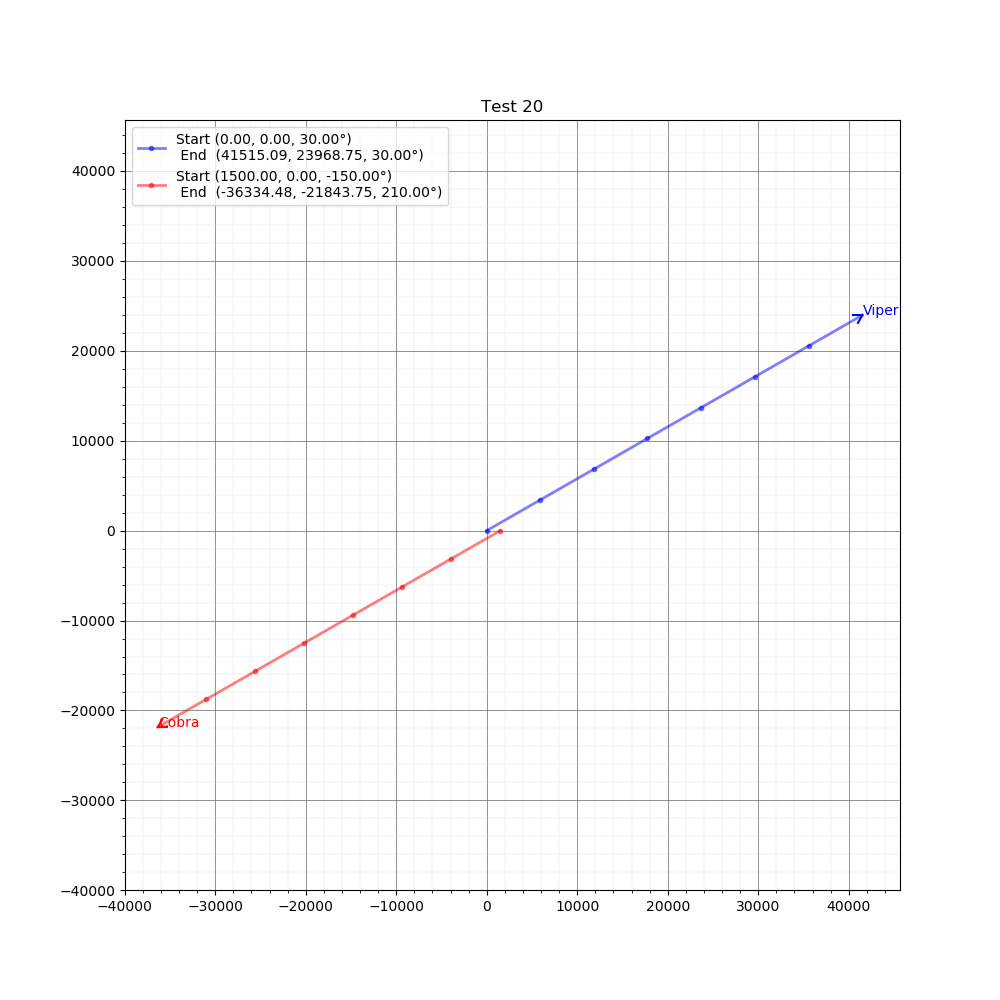 Test 20
Start (0.00, 0.00, 30.00°)
End (41515.09, 23968.75, 30.00°)
Start (1500.00, 0.00, -150.00°)
End (-36334.48, -21843.75, 210.00°)
40000
30000
Viper
20000
10000
0
−10000
−20000
Cobra
−30000
−40000
−40000 −30000 −20000 −10000 0 10000 20000 30000 40000